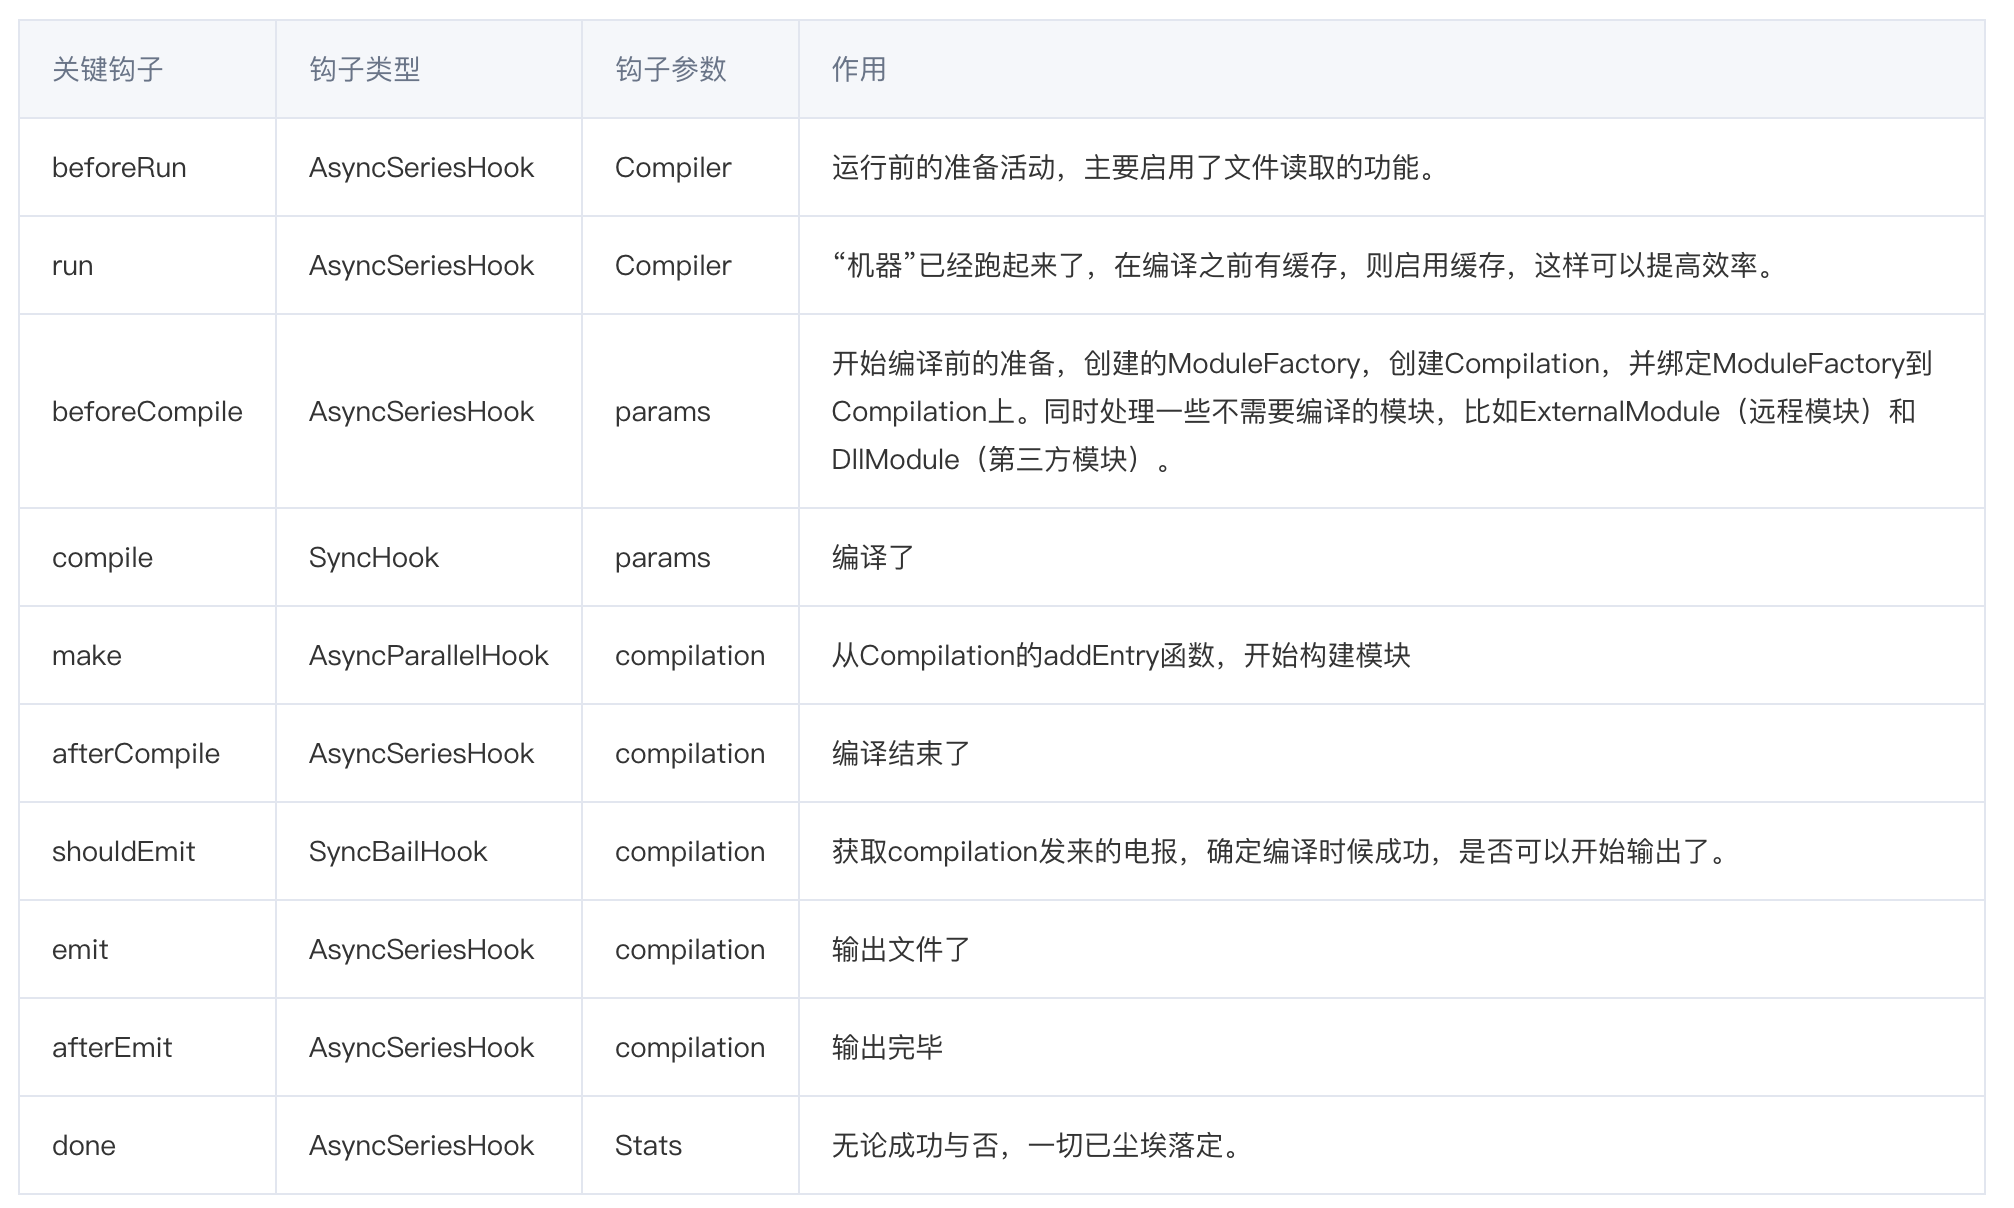 关键钩子 钩子类型 钩子参数 作用
beforeRun AsyncSeriesHook Compiler 运行前的准备活动，主要启用了文件读取的功能。
run AsyncSeriesHook Compiler “机器”已经跑起来了，在编译之前有缓存，则启用缓存，这样可以提高效率。
开始编译前的准备，创建的ModuleFactory，创建Compilation，并绑定ModuleFactory到
beforeCompile AsyncSeriesHook params Compilation上。同时处理一些不需要编译的模块，比如ExternalModule（远程模块）和
DllModule（第三方模块）。
compile SyncHook params 编译了
make AsyncParallelHook compilation 从Compilation的addEntry函数，开始构建模块
afterCompile AsyncSeriesHook compilation 编译结束了
shouldEmit SyncBailHook compilation 获取compilation发来的电报，确定编译时候成功，是否可以开始输出了。
emit AsyncSeriesHook compilation 输出文件了
afterEmit AsyncSeriesHook compilation 输出完毕
done AsyncSeriesHook Stats 无论成功与否，一切已尘埃落定。